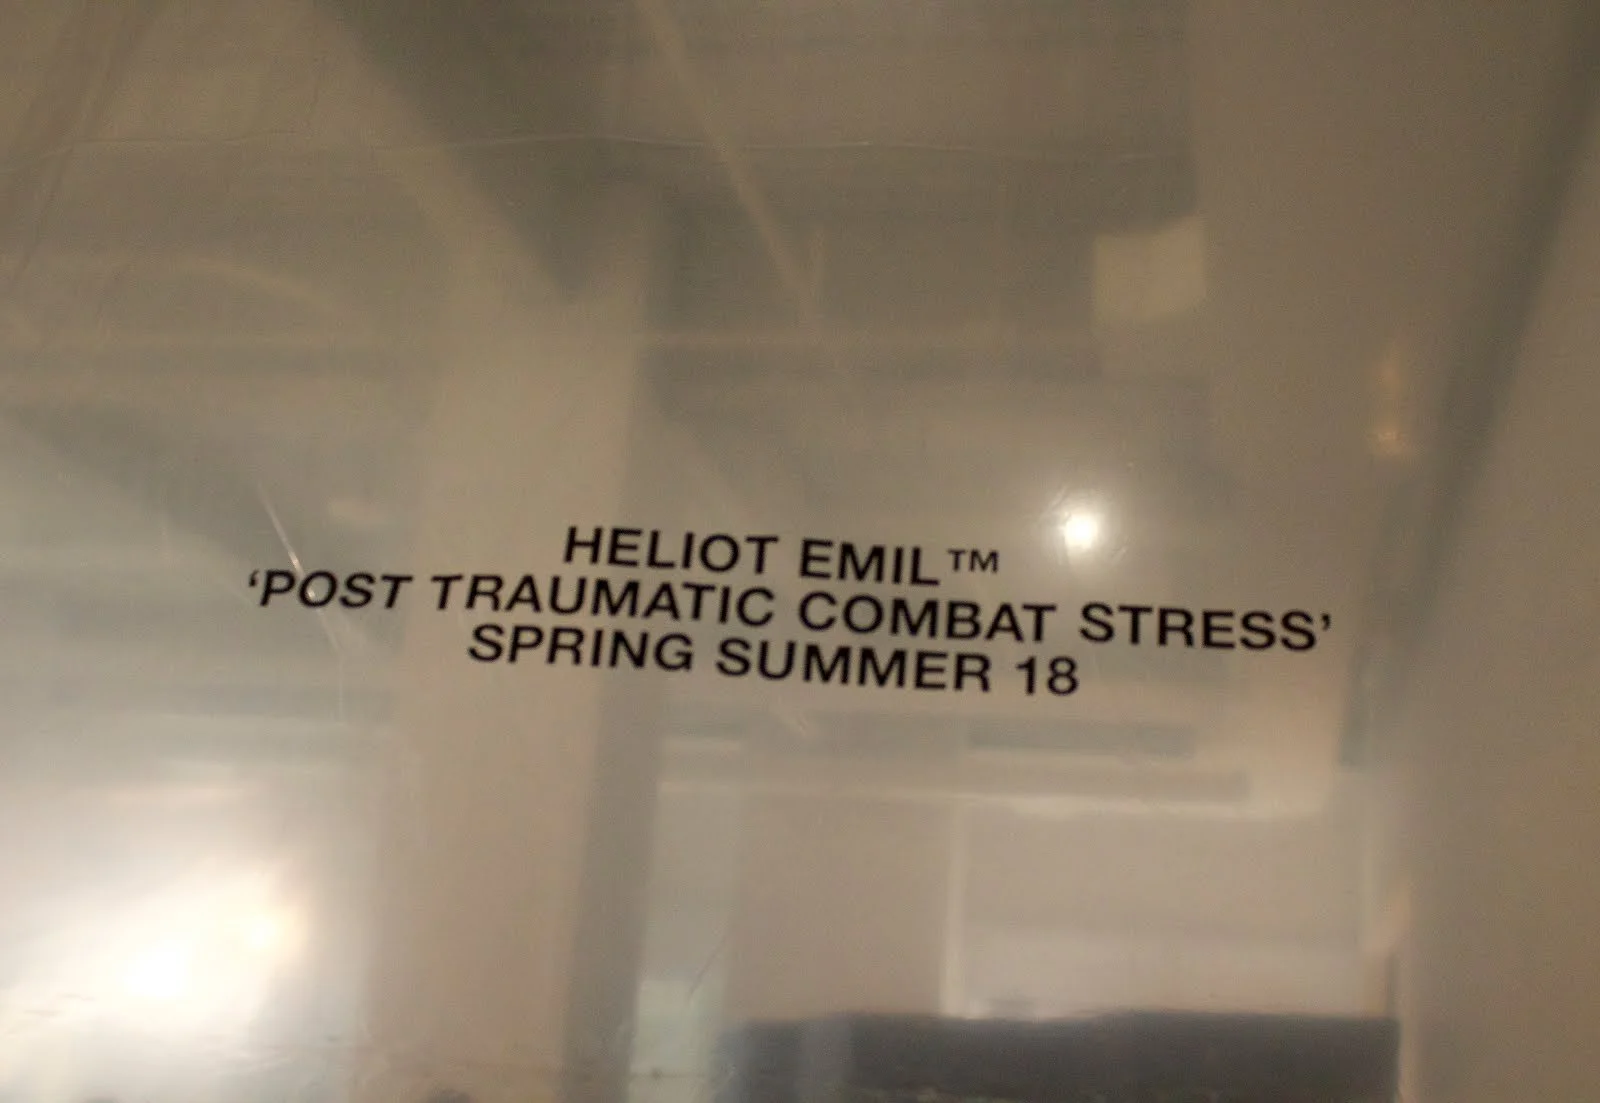 HELIOT EMIL™
‘POST TRAUMATIC COMBAT STRESS’
SPRING SUMMER 18